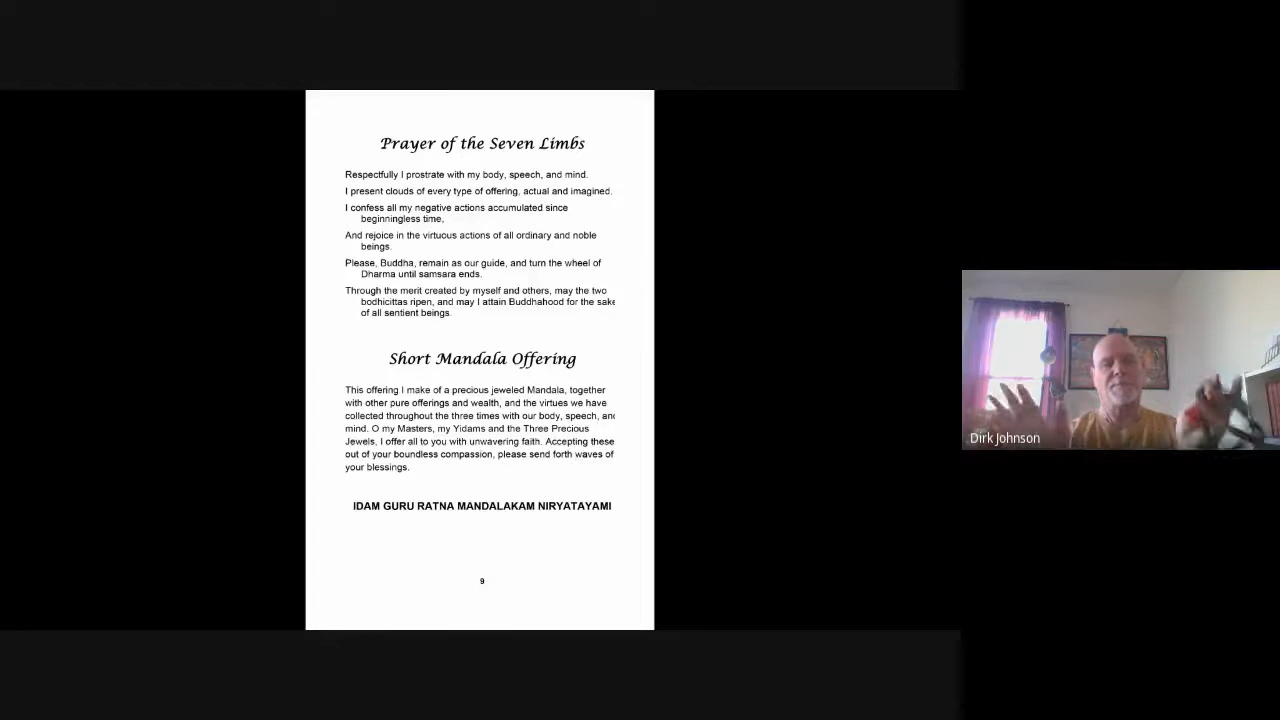 Prayer of the Seven Limbs
Respectfully I prostrate with my body, speech, and mind.
I present clouds of every type of offering, actual and imagined.
I confess all my negative actions accumulated since
beginningless time,
And rejoice in the virtuous actions of all ordinary and noble
beings.
Please, Buddha, remain as our guide, and turn the wheel of
Dharma until samsara ends.
Through the merit created by myself and others, may the two
bodhicittas ripen, and may I attain Buddhahood for the sake
of all sentient beings.
Short Mandala Offering
This offering I make of a precious jeweled Mandala, together
with other pure offerings and wealth, and the virtues we have
collected throughout the three times with our body, speech, and
mind. O my Masters, my Yidams and the Three Precious
Jewels, I offer all to you with unwavering faith. Accepting these
out of your boundless compassion, please send forth waves of
your blessings.
IDAM GURU RATNA MANDALAKAM NIRYATAYAMI
9
Dirk Johnson